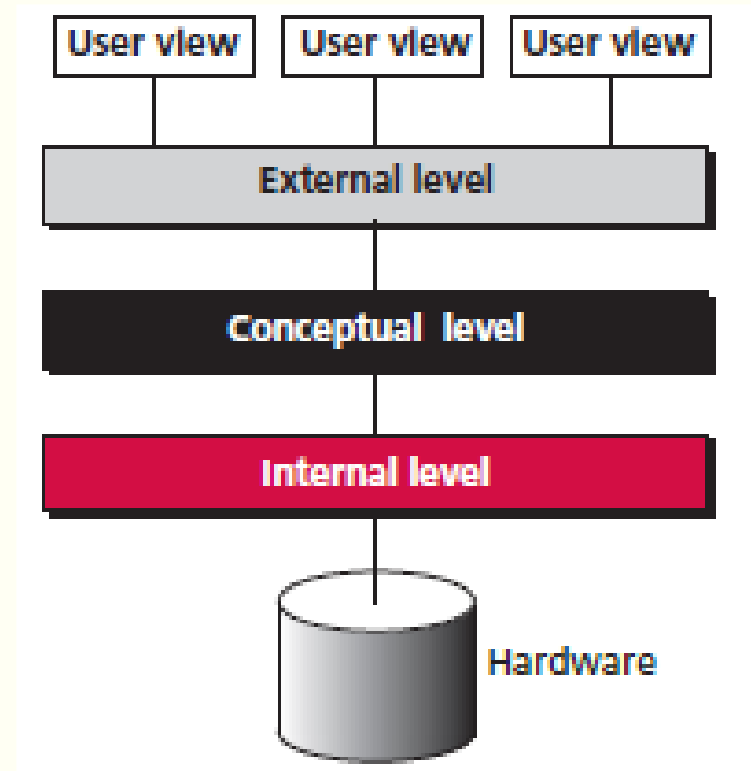 User view User view User view
External level
Conceptual level
Internal level
Hardware